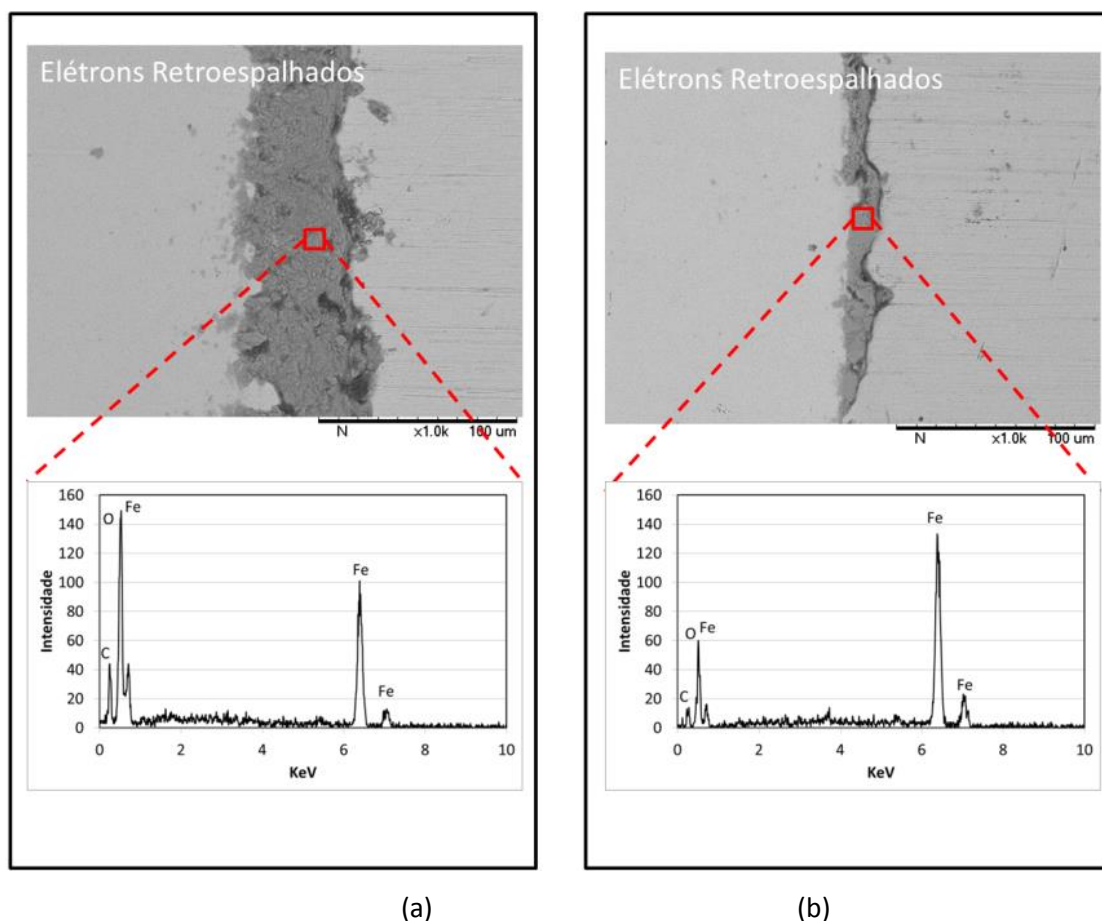 Elétrons Retroespalhados
N x1.0k 100 um
160
140
120
100
80
60
40
20
0
Intensidade
O Fe
C
Fe
Fe
0 2 4 6 8 10
KeV
Elétrons Retroespalhados
N x1.0k 100 um
160
140
120
100
80
60
40
20
0
Intensidade
Fe
O Fe
C
Fe
0 2 4 6 8 10
KeV
(a) (b)